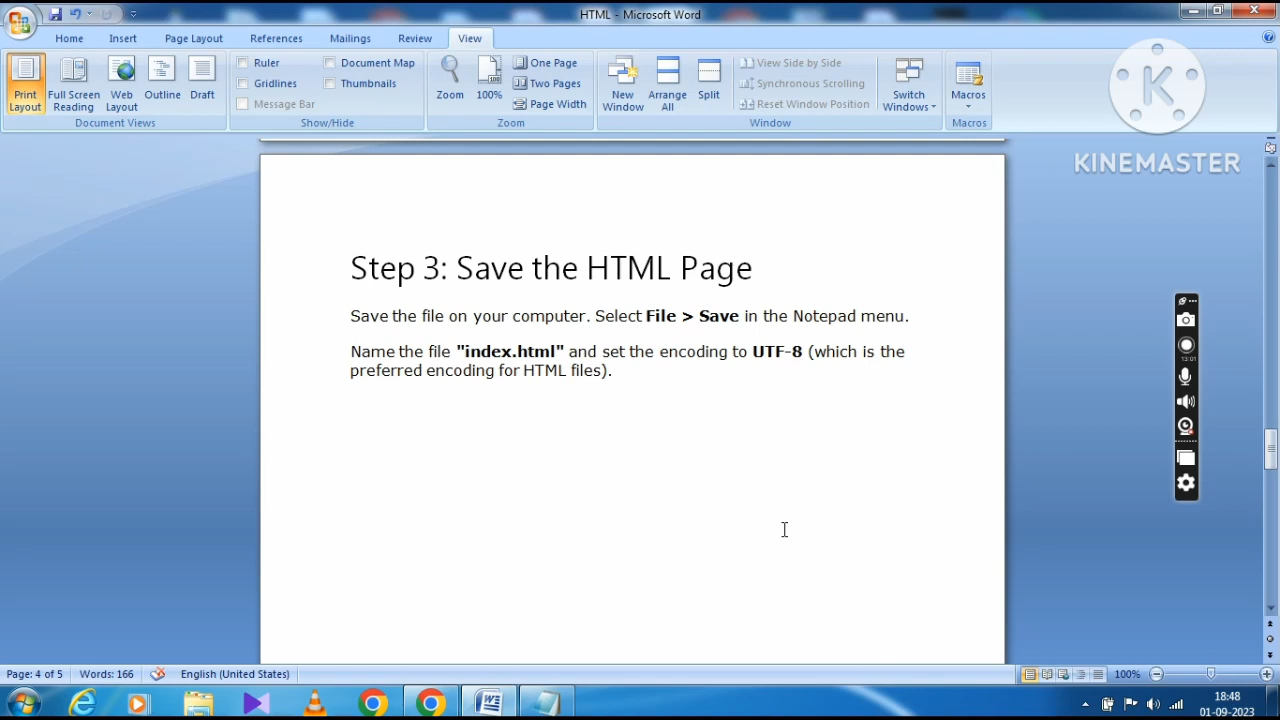 HTML - Microsoft Word
Home Insert Page Layout References Mailings Review View
Print Layout
Full Screen Reading
Web Layout
Outline
Draft
Document Views
Ruler
Gridlines
Message Bar
Document Map
Thumbnails
Show/Hide
Zoom
100%
One Page
Two Pages
Page Width
Zoom
New Window
Arrange All
Split
View Side by Side
Synchronous Scrolling
Reset Window Position
Switch Windows
Window
Macros
Macros
K
KINEMASTER
Step 3: Save the HTML Page
Save the file on your computer. Select File > Save in the Notepad menu.
Name the file "index.html" and set the encoding to UTF-8 (which is the
preferred encoding for HTML files).
13:01
Page: 4 of 5 Words: 166 English (United States) 100%
18:48
01-09-2023